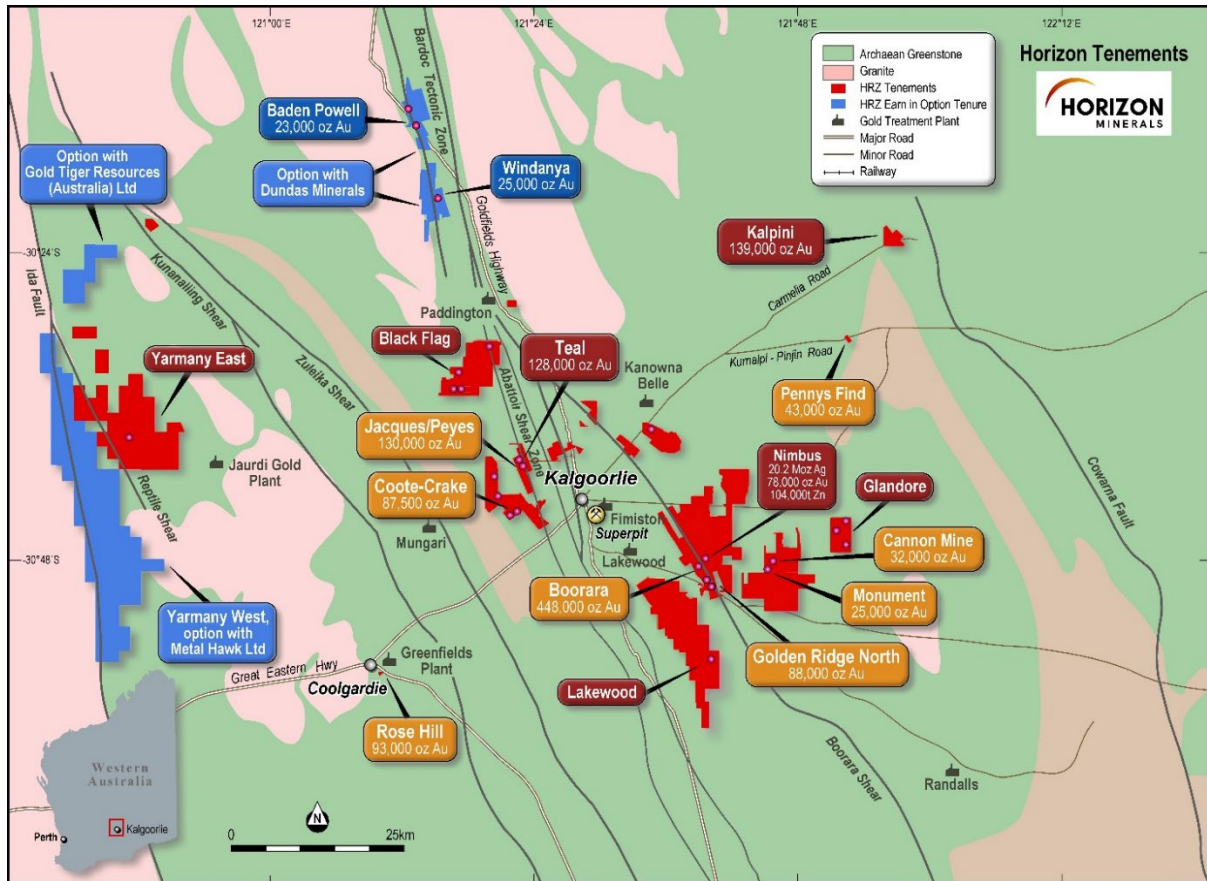 121°00'E
121°24'E
121°48'E
122°12'E
Horizon Tenements
HORIZON
MINERALS
Archaean Greenstone
Granite
HRZ Tenements
HRZ Earn in Option Tenure
Gold Treatment Plant
Major Road
Minor Road
Railway
Bardoc Tectonic Zone
Baden Powell
23,000 oz Au
Option with
Gold Tiger Resources
(Australia) Ltd
Option with
Dundas Minerals
Windanya
25,000 oz Au
Goldfields Highway
Kalpini
139,000 oz Au
-30°24'S
Ida Fault
Kunanalling Shear
Carmelia Road
Paddington
Black Flag
Teal
128,000 oz Au
Yarmany East
Zuleika Shear
Abattoir Shear Zone
Kanowna
Belle
Kurnalpi - Pinjin Road
Pennys Find
43,000 oz Au
Jacques/Peyes
130,000 oz Au
Nimbus
20.2 Moz Ag
78,000 oz Au
104,000t Zn
Glandore
Cowarna Fault
Jaurdi Gold
Plant
Coote-Crake
87,500 oz Au
Kalgoorlie
Reptile Shear
Fimiston
Superpit
Mungari
Lakewood
Cannon Mine
32,000 oz Au
-30°48'S
Boorara
448,000 oz Au
Monument
25,000 oz Au
Yarmany West,
option with
Metal Hawk Ltd
Golden Ridge North
88,000 oz Au
Great Eastern Hwy
Greenfields
Plant
Coolgardie
Lakewood
Rose Hill
93,000 oz Au
Boorara Shear
Randalls
Western
Australia
Perth
Kalgoorlie
N
0
25km